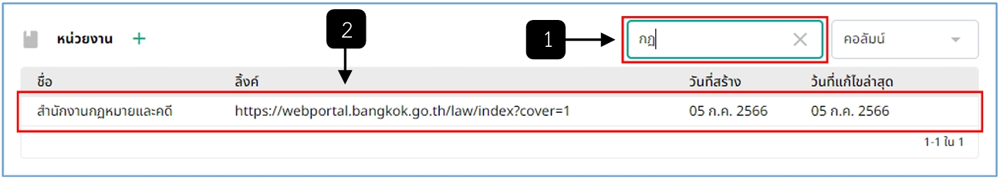 2
1
หน่วยงาน +
กฏ
คอลัมน์
ชื่อ ลิ้งค์ วันที่สร้าง วันที่แก้ไขล่าสุด
สำนักงานกฎหมายและคดี https://webportal.bangkok.go.th/law/index?cover=1 05 ก.ค. 2566 05 ก.ค. 2566
1-1 ใน 1